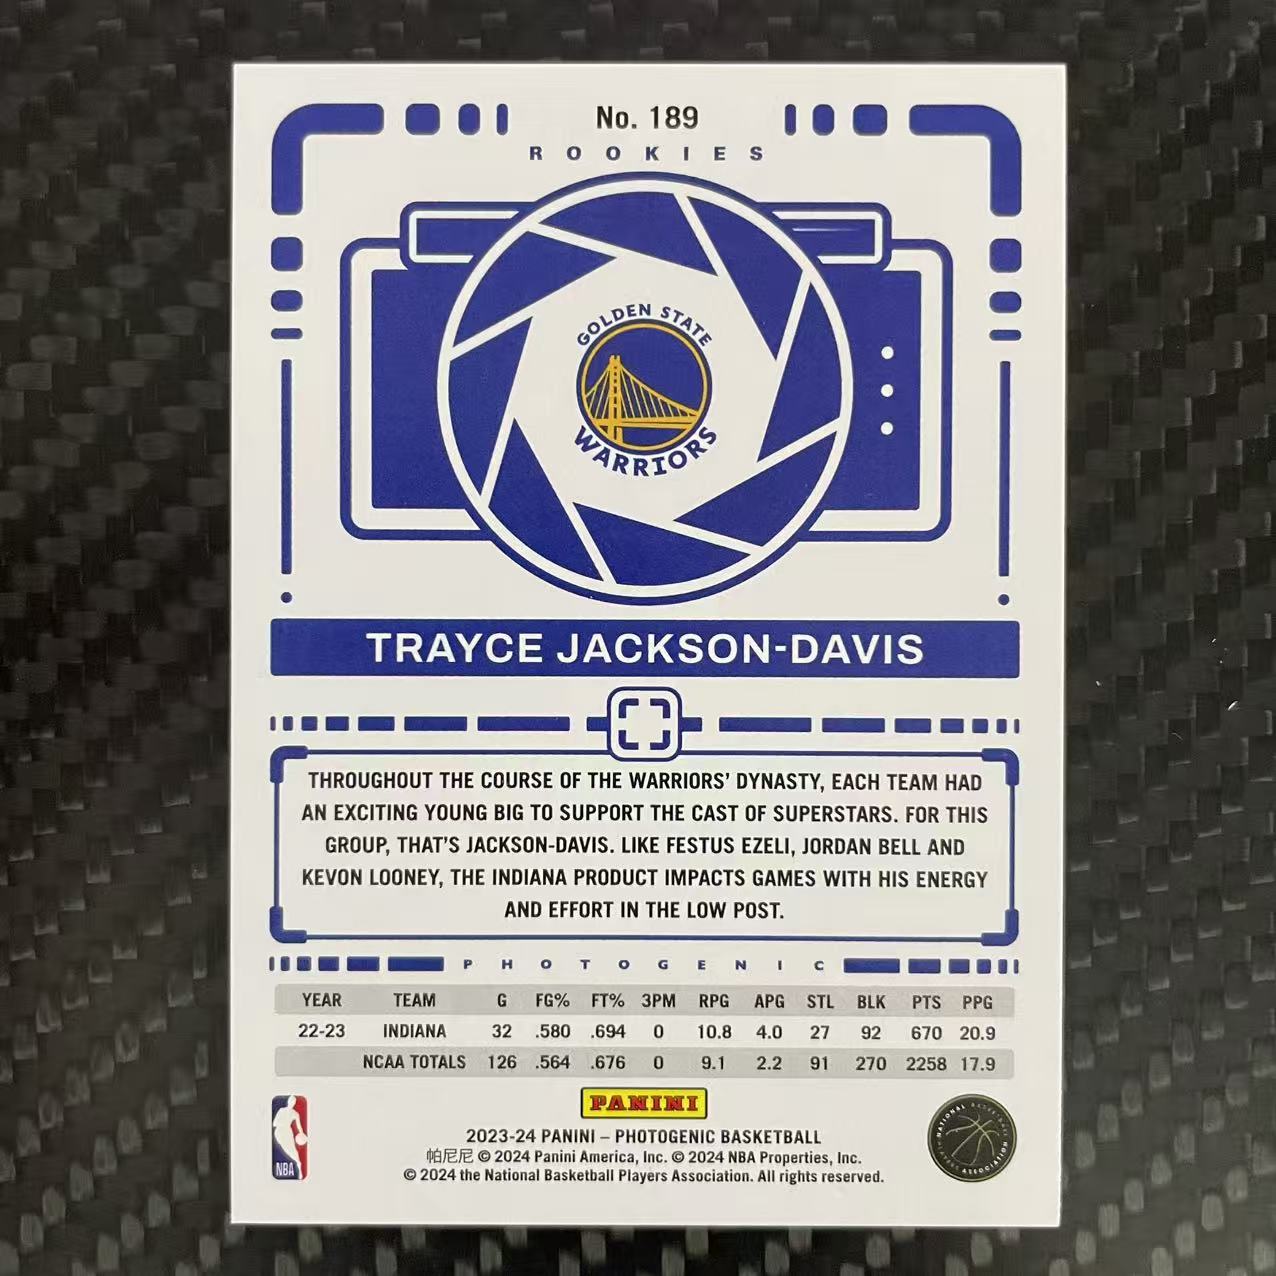 No. 189
ROOKIES
GOLDEN STATE
WARRIORS
TRAYCE JACKSON-DAVIS
THROUGHOUT THE COURSE OF THE WARRIORS' DYNASTY, EACH TEAM HAD
AN EXCITING YOUNG BIG TO SUPPORT THE CAST OF SUPERSTARS. FOR THIS
GROUP, THAT'S JACKSON-DAVIS. LIKE FESTUS EZELI, JORDAN BELL AND
KEVON LOONEY, THE INDIANA PRODUCT IMPACTS GAMES WITH HIS ENERGY
AND EFFORT IN THE LOW POST.
PHOTOGENIC
YEAR TEAM G FG% FT% 3PM RPG APG STL BLK PTS PPG
22-23 INDIANA 32 .580 .694 0 10.8 4.0 27 92 670 20.9
NCAA TOTALS 126 .564 .676 0 9.1 2.2 91 270 2258 17.9
PANINI
2023-24 PANINI – PHOTOGENIC BASKETBALL
帕尼尼 © 2024 Panini America, Inc. © 2024 NBA Properties, Inc.
© 2024 the National Basketball Players Association. All rights reserved.
NBA
NATIONAL BASKETBALL
PLAYERS ASSOCIATION